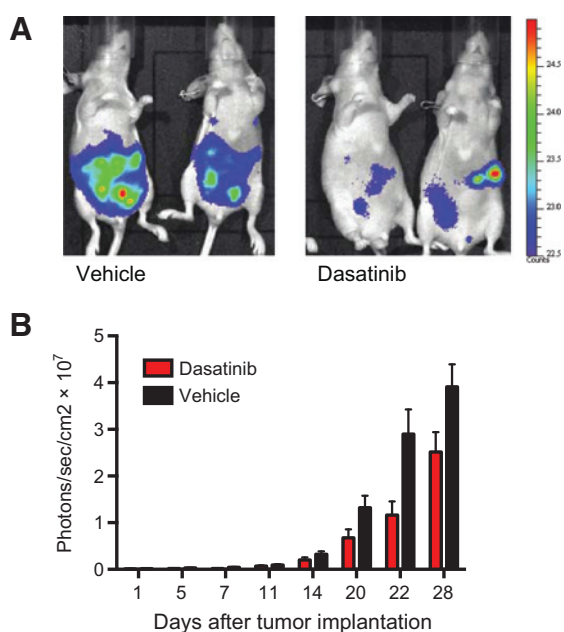 A
Vehicle
Dasatinib
24.5
24.0
23.5
23.0
22.5
Counts
B
Photons/sec/cm2 × 10⁷
5
4
3
2
1
0
Dasatinib
Vehicle
1 5 7 11 14 20 22 28
Days after tumor implantation